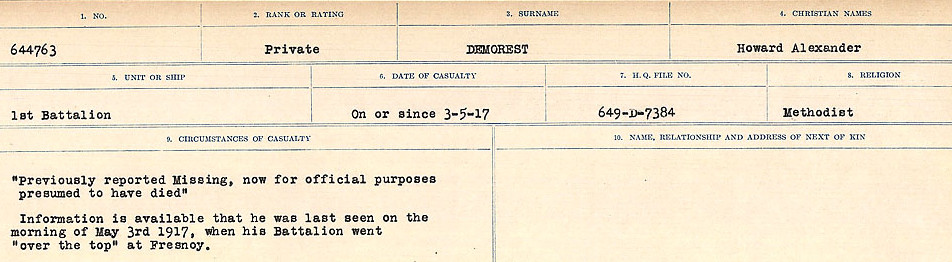 1. NO. 2. RANK OR RATING 3. SURNAME 4. CHRISTIAN NAMES
644763 Private DEMOREST Howard Alexander
5. UNIT OR SHIP 6. DATE OF CASUALTY 7. H.Q. FILE NO. 8. RELIGION
1st Battalion On or since 3-5-17 649-D-7384 Methodist
9. CIRCUMSTANCES OF CASUALTY 10. NAME, RELATIONSHIP AND ADDRESS OF NEXT OF KIN
"Previously reported Missing, now for official purposes
presumed to have died"
Information is available that he was last seen on the
morning of May 3rd 1917, when his Battalion went
"over the top" at Fresnoy.